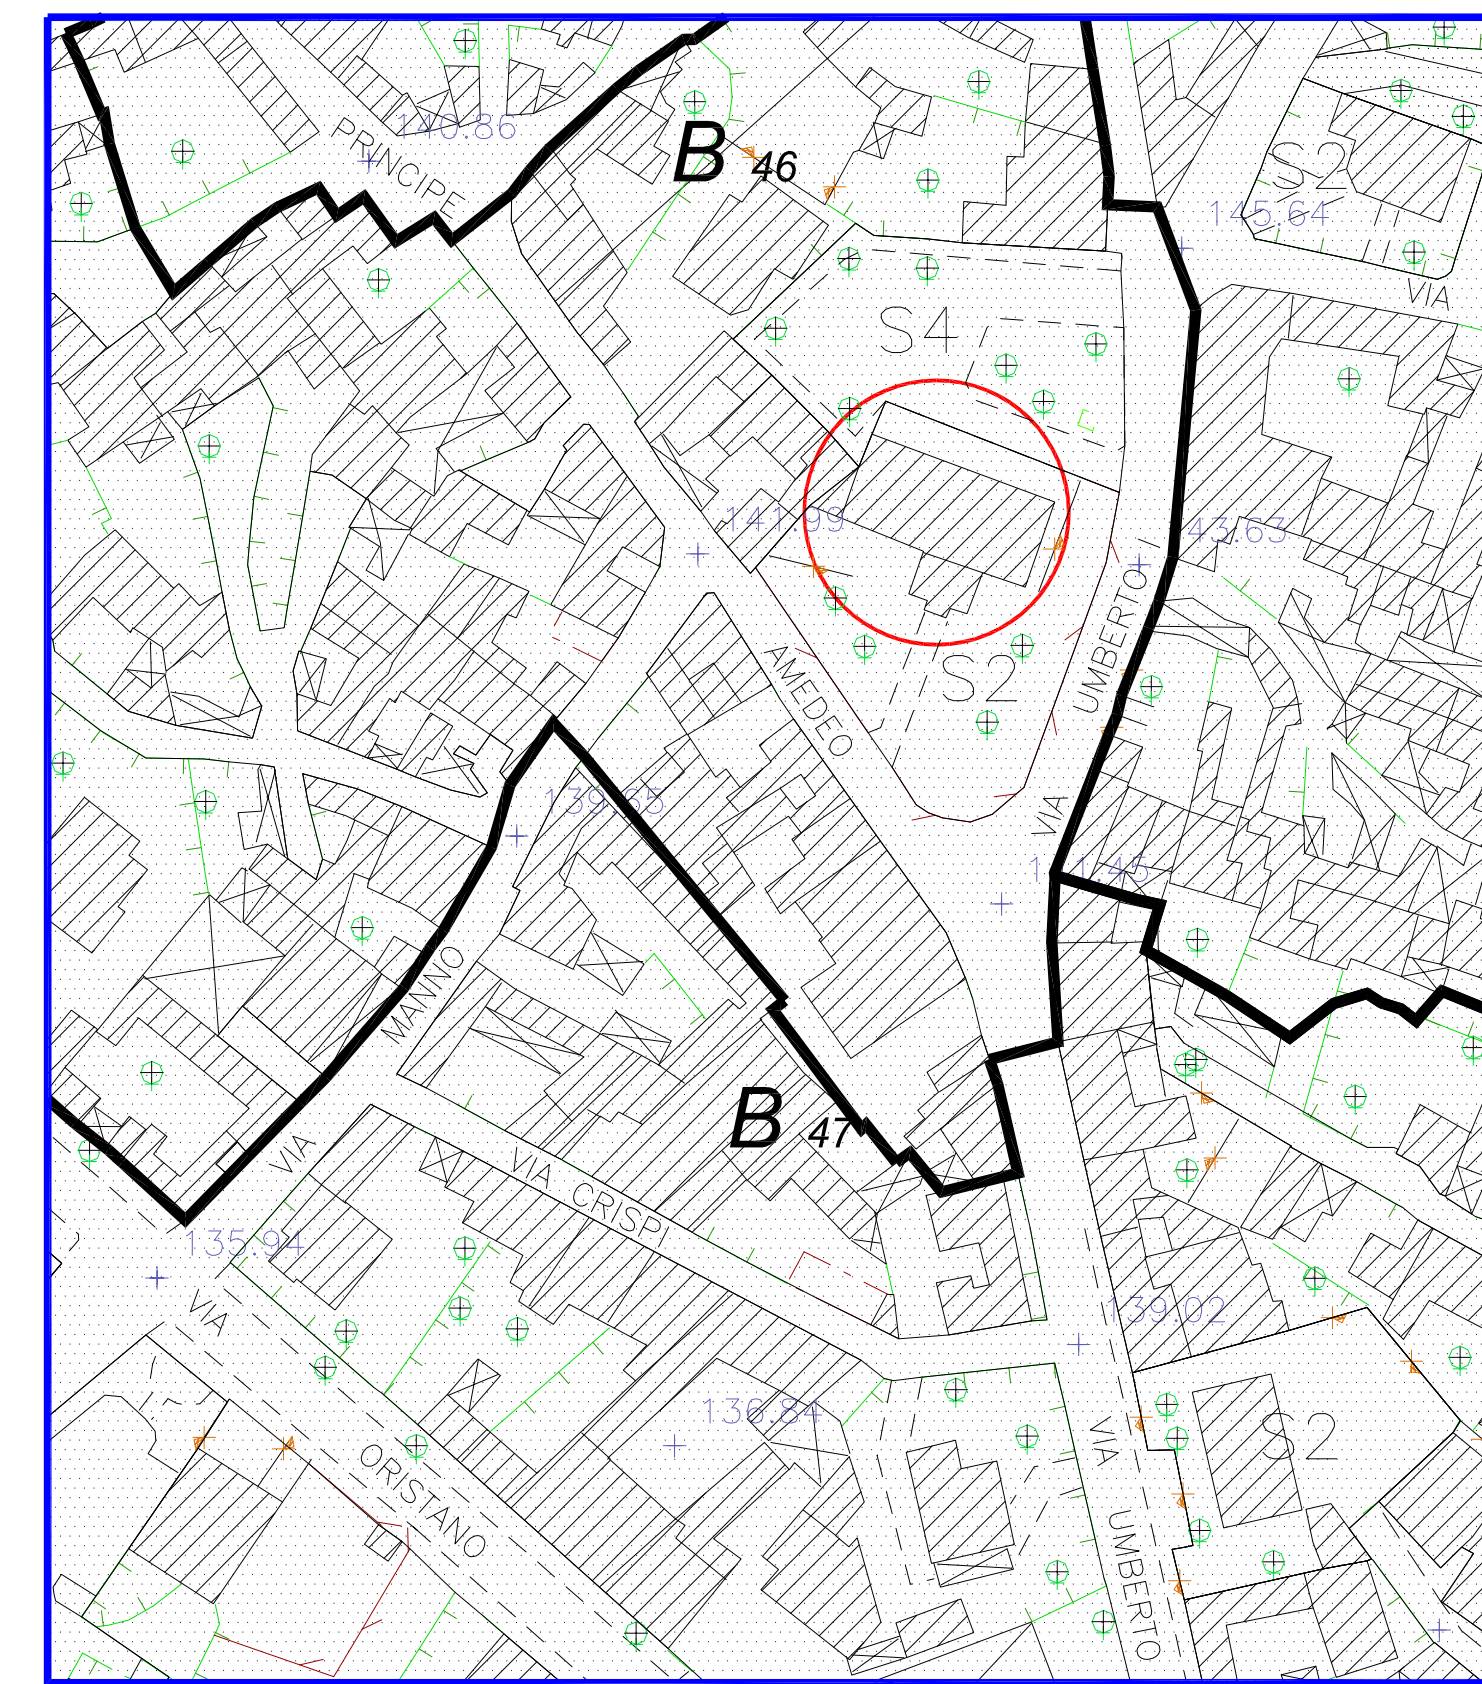 PRINCIPE
140.86
B 46
S2
145.64
VIA
S4
141.99
43.63
UMBERTO
S2
AMEDEO
139.65
VIA
141.45
MANNO
B 47
VIA
VIA CRISPI
135.94
VIA
139.02
136.84
VIA
S2
ORISTANO
UMBERTO